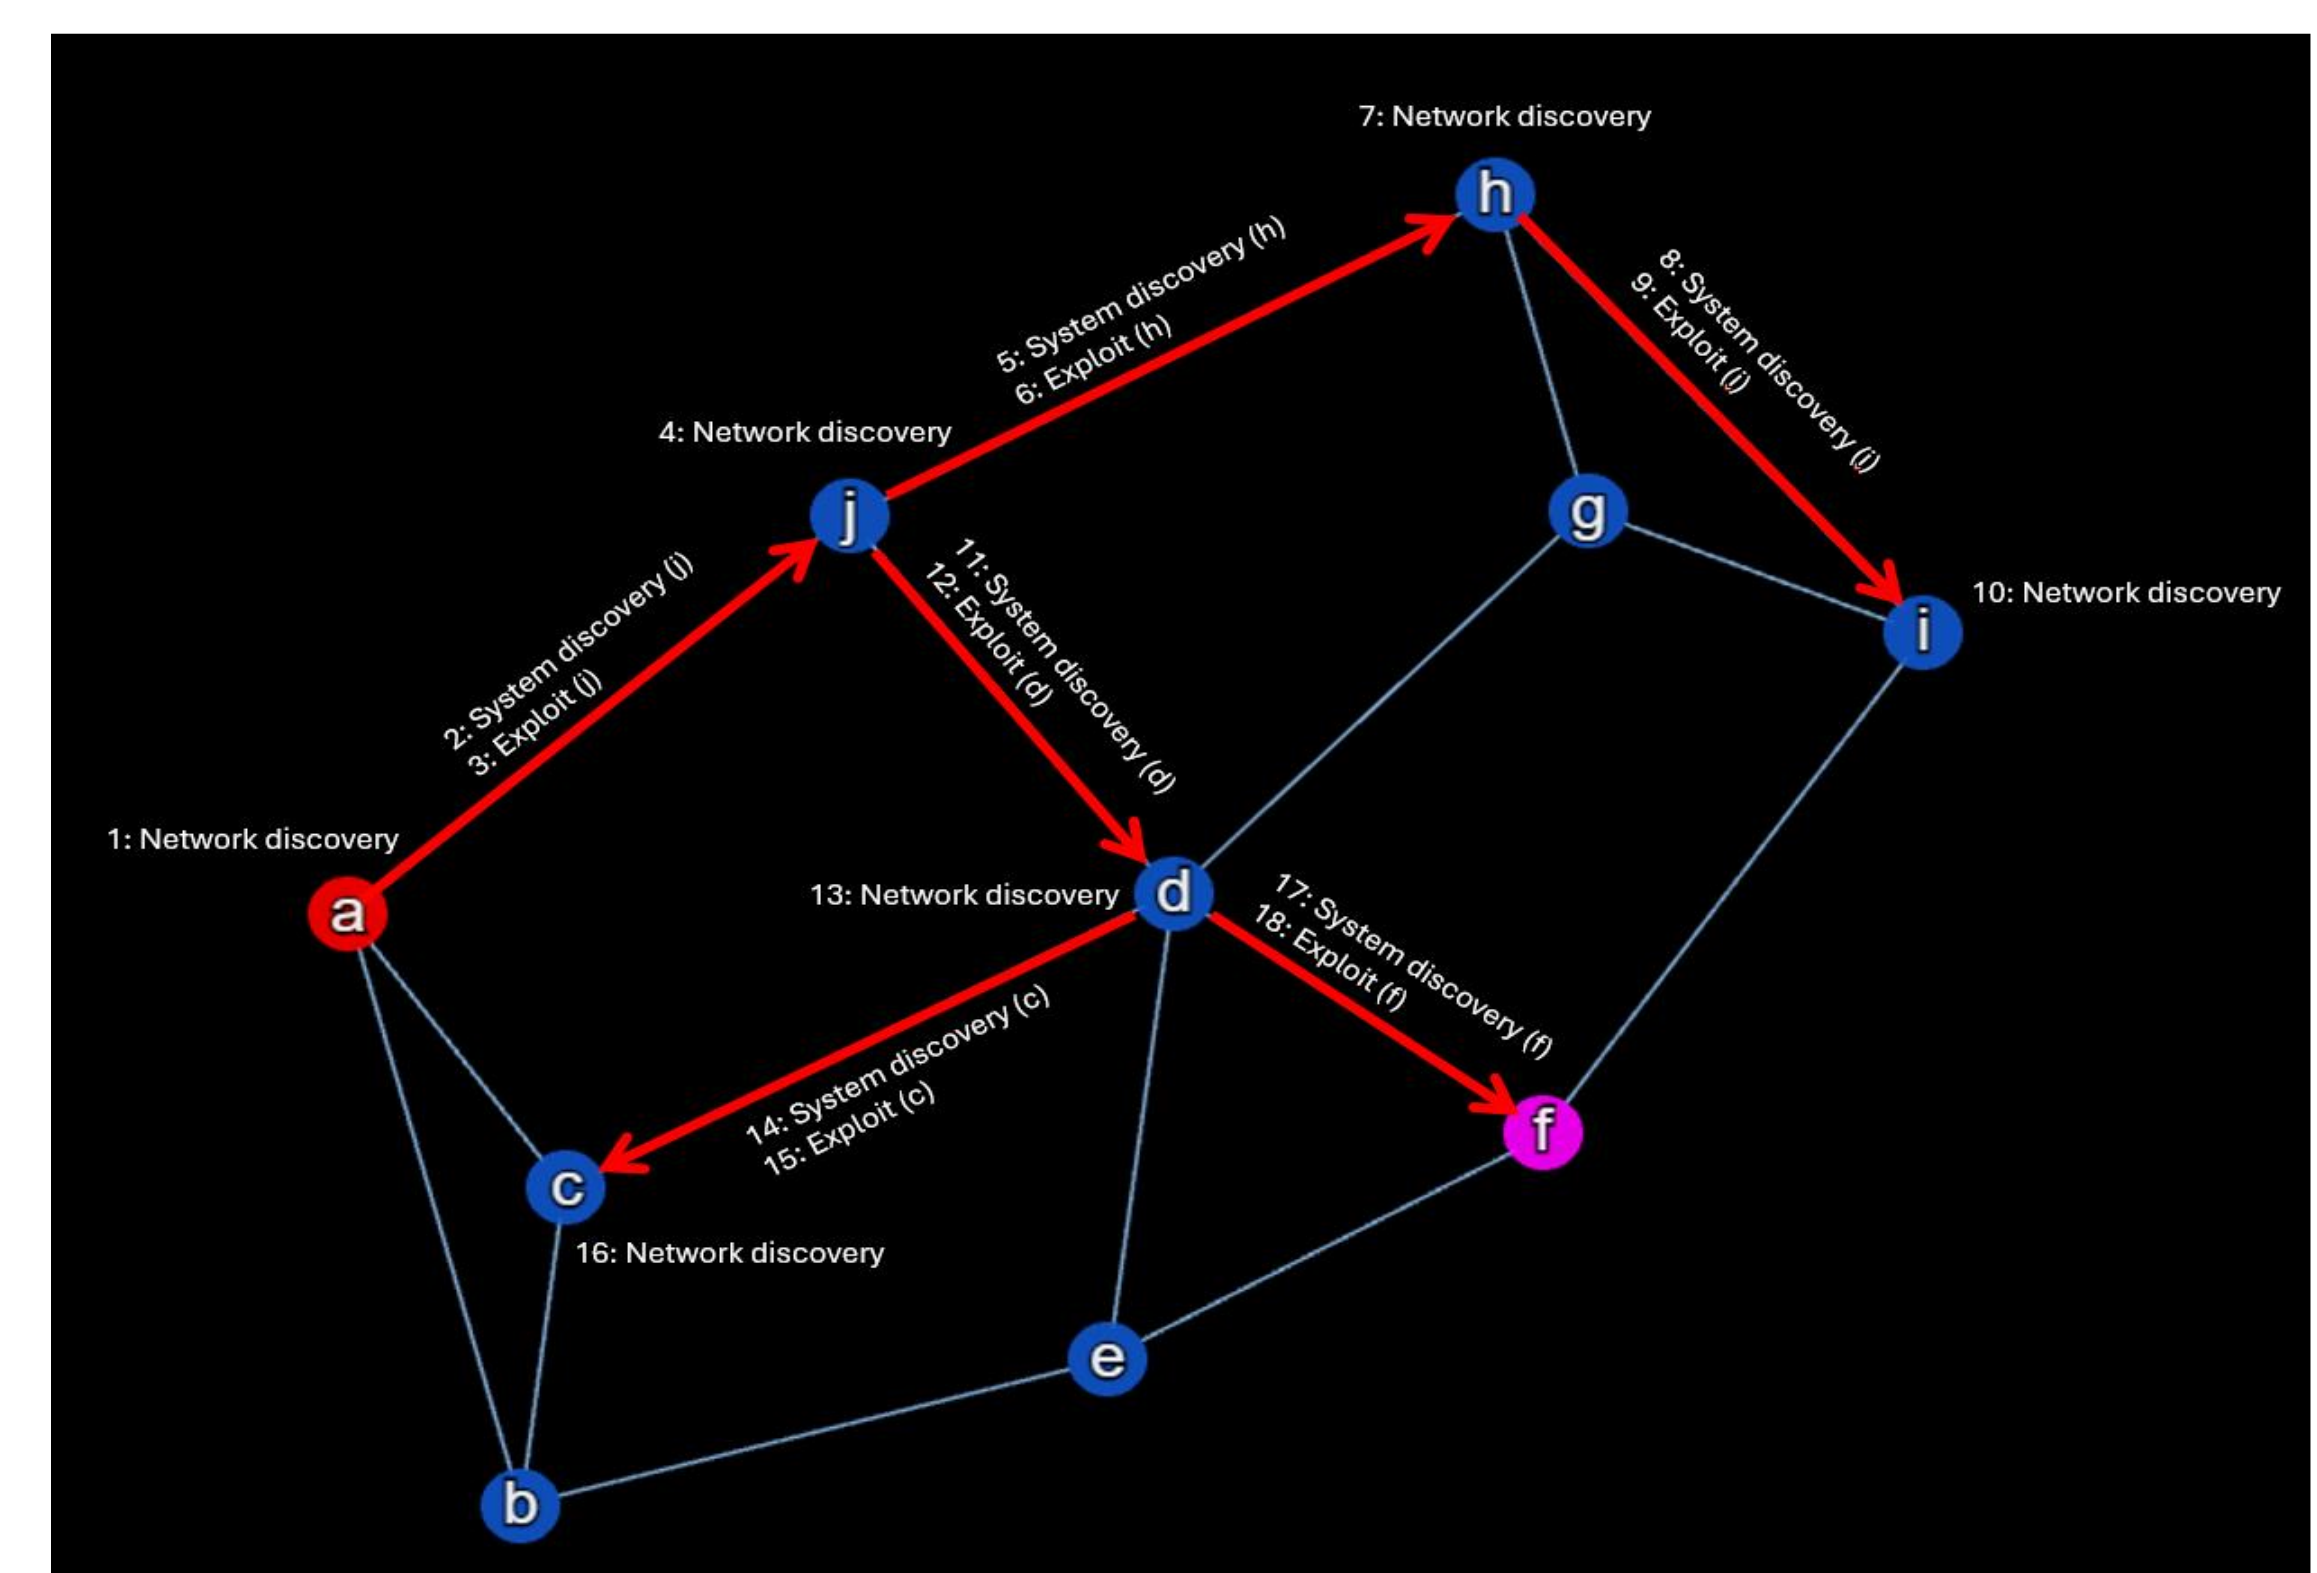 7: Network discovery
h
5: System discovery (h)
6: Exploit (h)
8: System discovery (i)
9: Exploit (i)
4: Network discovery
j
g
2: System discovery (j)
3: Exploit (j)
11: System discovery (d)
12: Exploit (d)
i
10: Network discovery
1: Network discovery
a
13: Network discovery
d
17: System discovery (f)
18: Exploit (f)
14: System discovery (c)
15: Exploit (c)
f
c
16: Network discovery
e
b